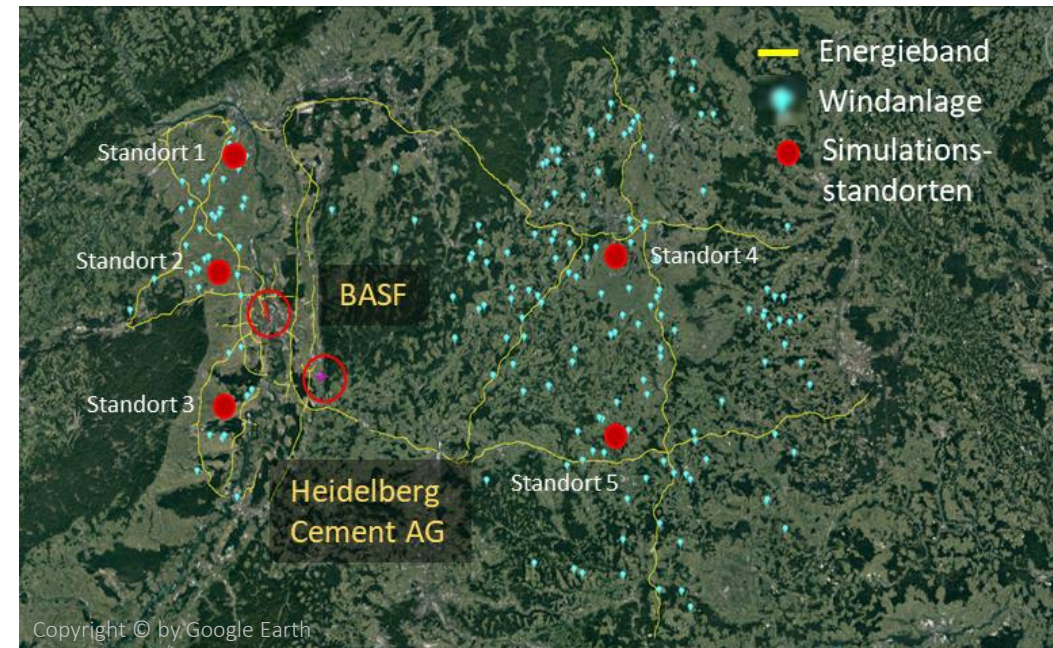 Energieband
Windanlage
Simulations-
standorten
Standort 1
Standort 2
Standort 4
BASF
Standort 3
Heidelberg
Cement AG
Standort 5
Copyright © by Google Earth